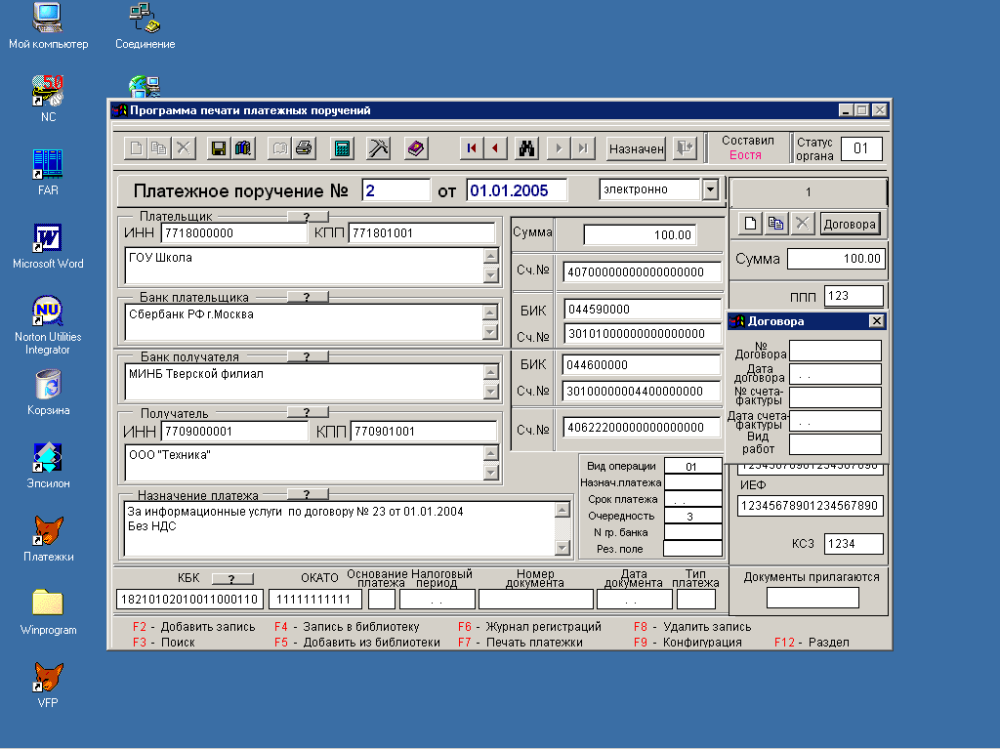 Мой компьютер
Соединение
NC
FAR
Microsoft Word
Norton Utilities
Integrator
Корзина
Эпсилон
Платежки
Winprogram
VFP
Программа печати платежных поручений
Назначен
Составил
Еостя
Статус
органа
01
Платежное поручение №
2
от
01.01.2005
электронно
1
Плательщик
?
ИНН
7718000000
КПП
771801001
ГОУ Школа
Сумма
100.00
Сч.№
40700000000000000000
Договора
Сумма
100.00
ППП
123
Банк плательщика
?
Сбербанк РФ г.Москва
БИК
044590000
Сч.№
30101000000000000000
Банк получателя
?
МИНБ Тверской филиал
БИК
044600000
Сч.№
30100000004400000000
Получатель
?
ИНН
7709000001
КПП
770901001
ООО "Техника"
Сч.№
40622200000000000000
Договора
№
Договора
Дата
договора
. .
№ счета-
фактуры
Дата счета-
фактуры
. .
Вид
работ
Назначение платежа
?
За информационные услуги по договору № 23 от 01.01.2004
Без НДС
Вид операции
01
Назнач.платежа
Срок платежа
. .
Очередность
3
N гр. банка
Рез. поле
12345678901234567890
ИЕФ
12345678901234567890
КСЗ
1234
КБК
?
ОКАТО
Основание
платежа
Налоговый
период
Номер
документа
Дата
документа
Тип
платежа
18210102010011000110
11111111111
. .
. .
Документы прилагаются
F2 - Добавить запись
F4 - Запись в библиотеку
F6 - Журнал регистраций
F8 - Удалить запись
F3 - Поиск
F5 - Добавить из библиотеки
F7 - Печать платежки
F9 - Конфигурация
F12 - Раздел